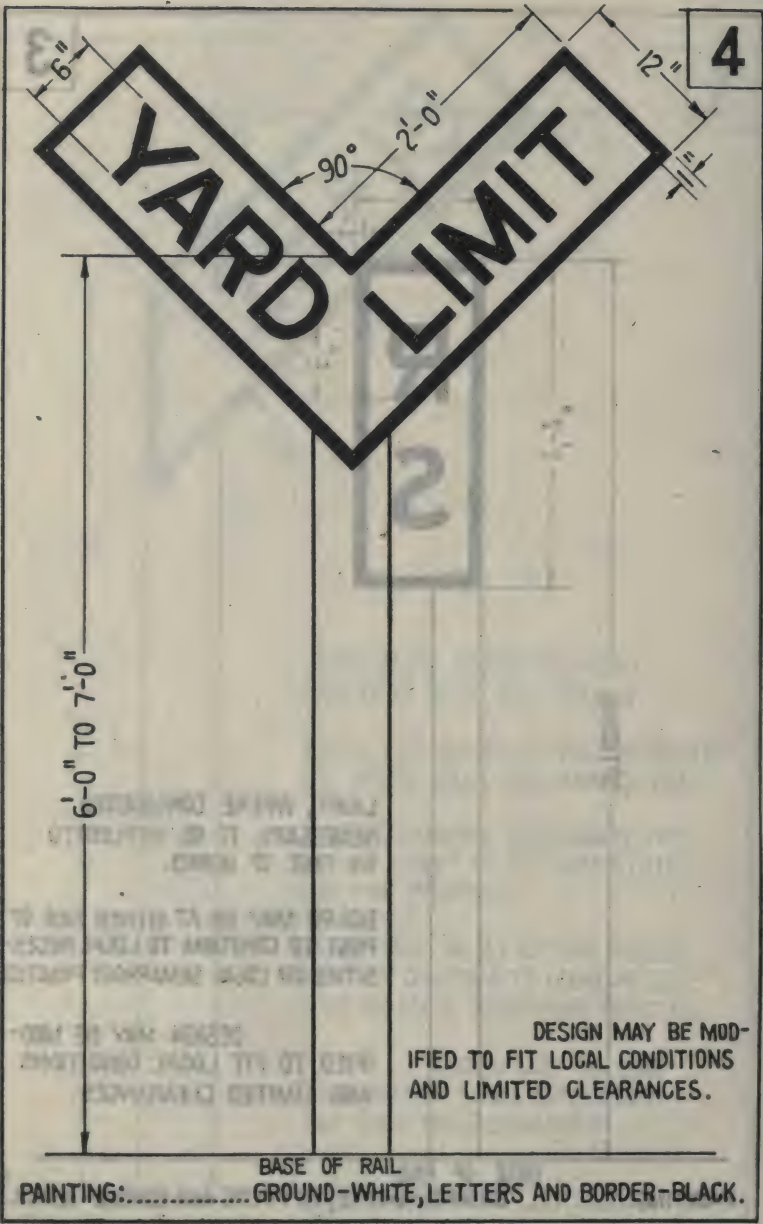 4
6"
2'-0"
12"
1"
90°
YARD LIMIT
6'-0" TO 7'-0"
DESIGN MAY BE MOD-
IFIED TO FIT LOCAL CONDITIONS
AND LIMITED CLEARANCES.
BASE OF RAIL
PAINTING:...............GROUND-WHITE, LETTERS AND BORDER-BLACK.
3
R
S